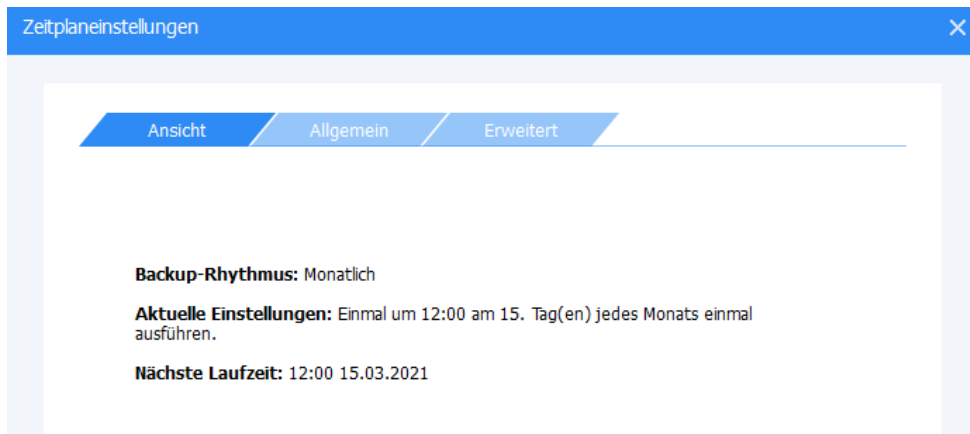 Zeitplaneinstellungen
Ansicht Allgemein Erweitert
Backup-Rhythmus: Monatlich
Aktuelle Einstellungen: Einmal um 12:00 am 15. Tag(en) jedes Monats einmal
ausführen.
Nächste Laufzeit: 12:00 15.03.2021